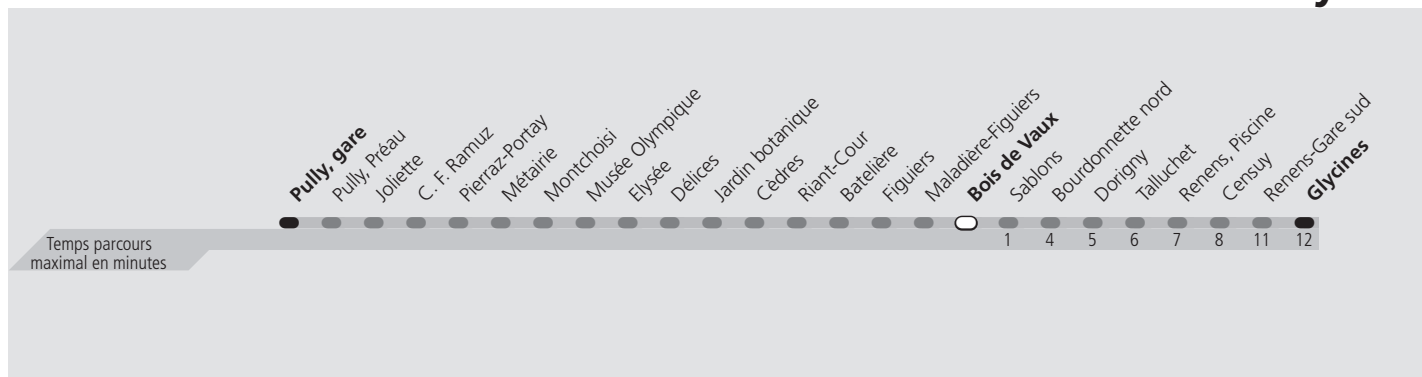 Pully, gare
Pully, Préau
Joliette
C. F. Ramuz
Pierraz-Portay
Métairie
Montchoisi
Musée Olympique
Elysée
Délices
Jardin botanique
Cèdres
Riant-Cour
Batelière
Figuiers
Maladière-Figuiers
Bois de Vaux
Sablons
Bourdonnette nord
Dorigny
Talluchet
Renens, Piscine
Censuy
Renens-Gare sud
Glycines
Temps parcours
maximal en minutes
1 4 5 6 7 8 11 12